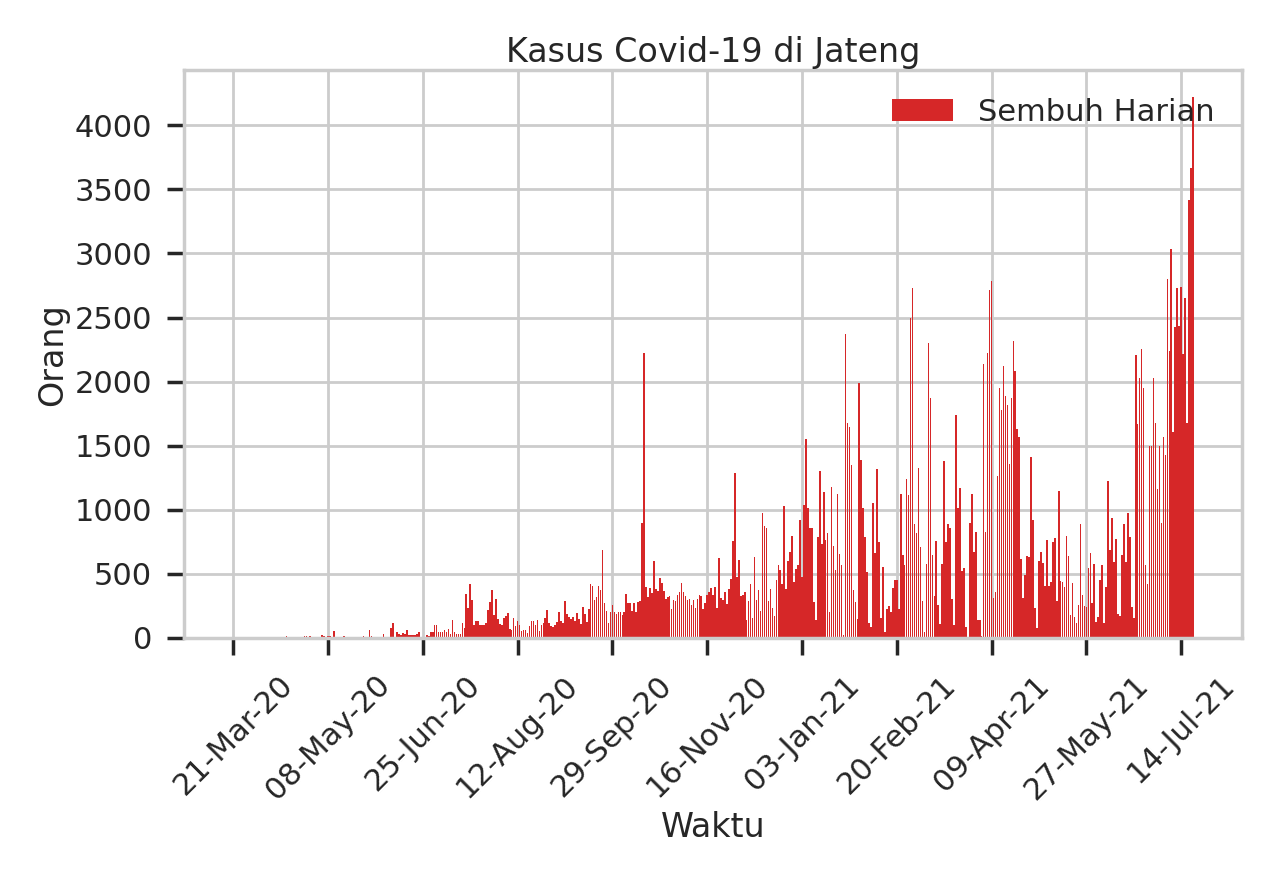 Kasus Covid-19 di Jateng
Sembuh Harian
Orang
4000
3500
3000
2500
2000
1500
1000
500
0
21-Mar-20
08-May-20
25-Jun-20
12-Aug-20
29-Sep-20
16-Nov-20
03-Jan-21
20-Feb-21
09-Apr-21
27-May-21
14-Jul-21
Waktu